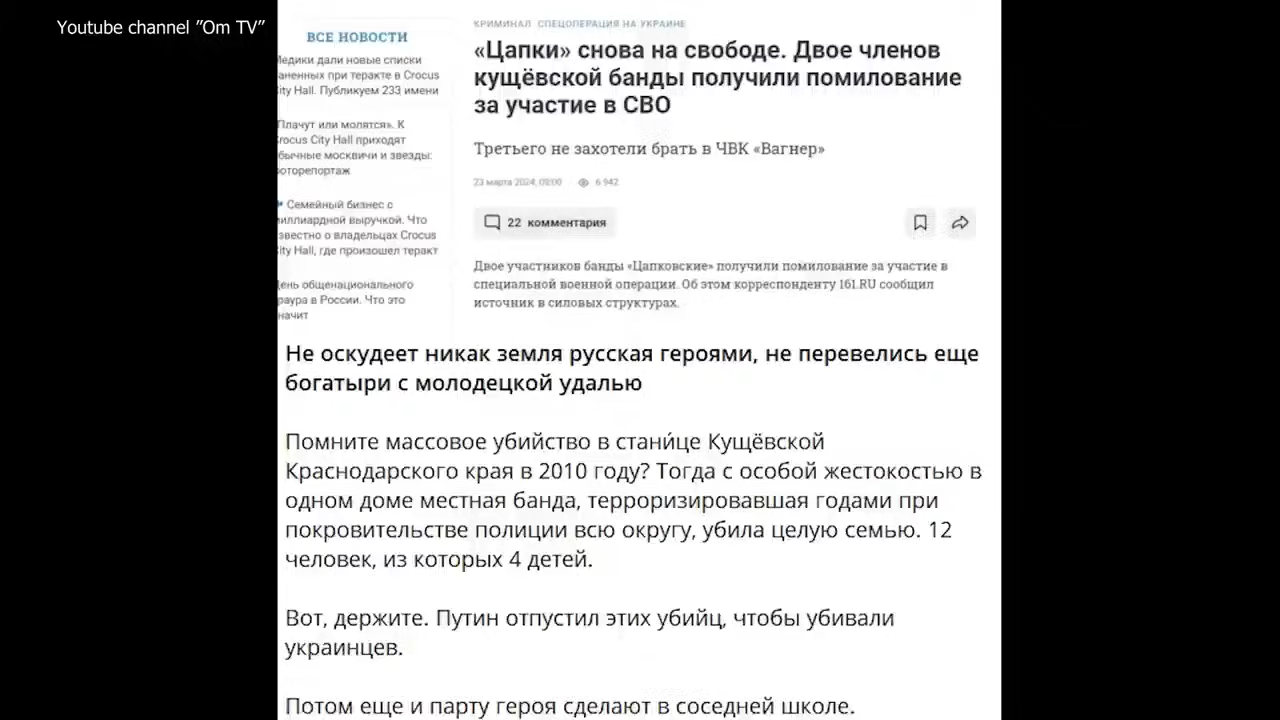 Youtube channel ”Om TV”
ВСЕ НОВОСТИ
Медики дали новые списки
раненных при теракте в Crocus
City Hall. Публикуем 233 имени
«Плачут или молятся». К
Crocus City Hall приходят
обычные москвичи и звезды:
фоторепортаж
Семейный бизнес с
миллиардной выручкой. Что
известно о владельцах Crocus
City Hall, где произошел теракт
День общенационального
траура в России. Что это
значит
КРИМИНАЛ СПЕЦОПЕРАЦИЯ НА УКРАИНЕ
«Цапки» снова на свободе. Двое членов
кущёвской банды получили помилование
за участие в СВО
Третьего не захотели брать в ЧВК «Вагнер»
23 марта 2024, 09:00 6 942
22 комментария
Двое участников банды «Цапковские» получили помилование за участие в
специальной военной операции. Об этом корреспонденту 161.RU сообщил
источник в силовых структурах.
Не оскудеет никак земля русская героями, не перевелись еще
богатыри с молодецкой удалью
Помните массовое убийство в стани́це Кущёвской
Краснодарского края в 2010 году? Тогда с особой жестокостью в
одном доме местная банда, терроризировавшая годами при
покровительстве полиции всю округу, убила целую семью. 12
человек, из которых 4 детей.
Вот, держите. Путин отпустил этих убийц, чтобы убивали
украинцев.
Потом еще и парту героя сделают в соседней школе.